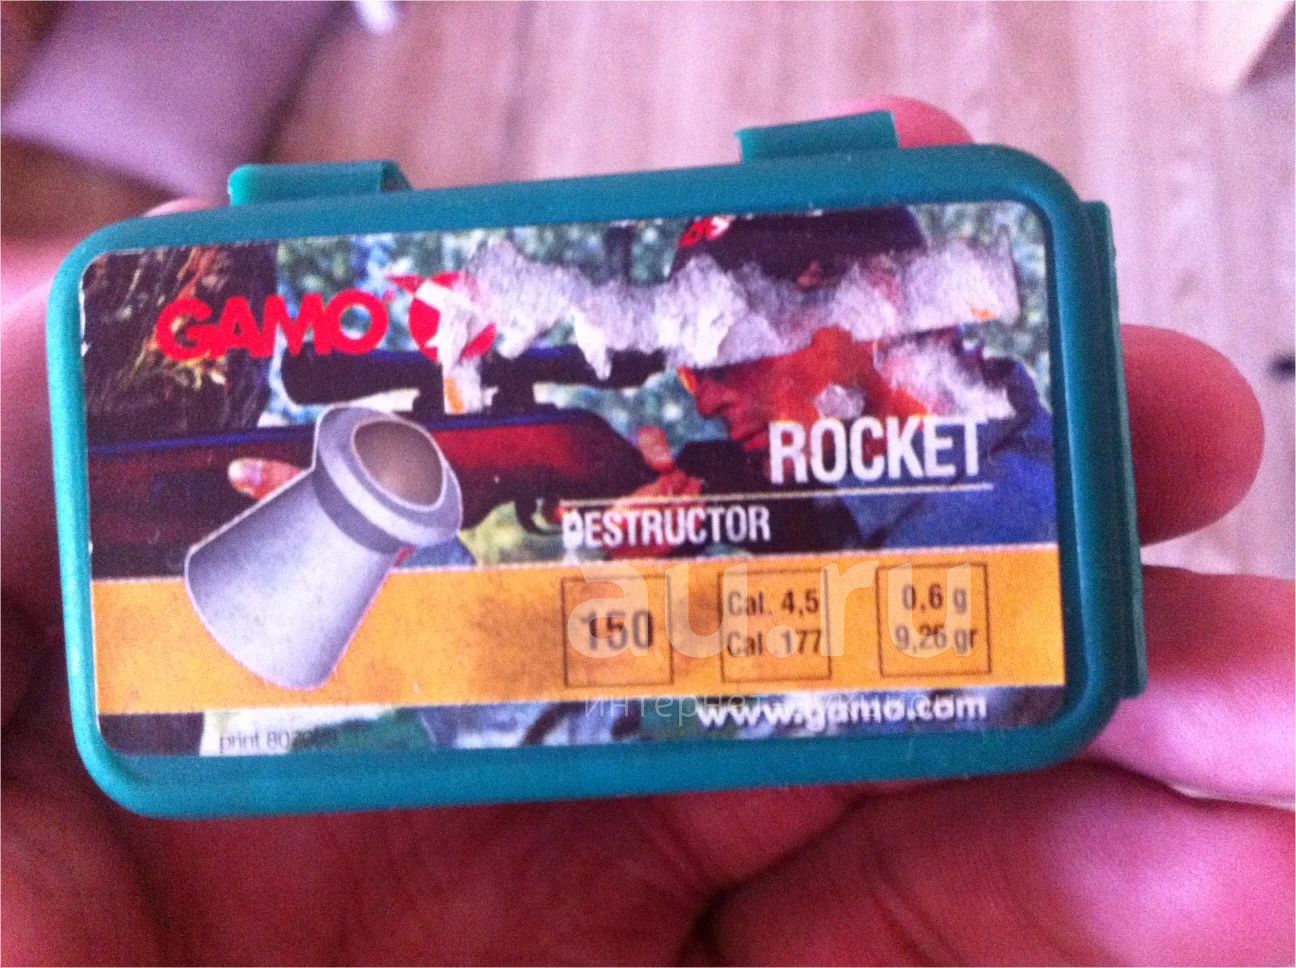 GAMO
ROCKET
DESTRUCTOR
150
Cal. 4,5
Cal. 177
0,6 g
9,26 gr
au.ru
www.gamo.com
print